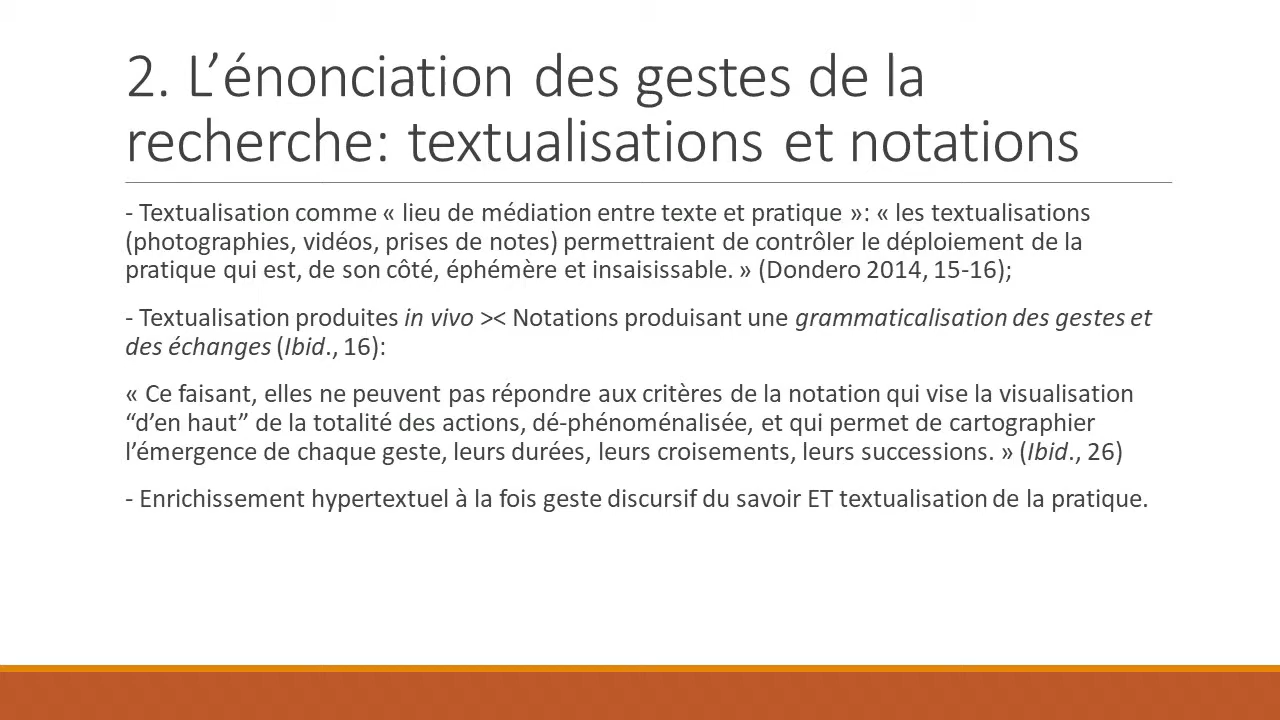 2. L’énonciation des gestes de la
recherche: textualisations et notations
- Textualisation comme « lieu de médiation entre texte et pratique »: « les textualisations
(photographies, vidéos, prises de notes) permettraient de contrôler le déploiement de la
pratique qui est, de son côté, éphémère et insaisissable. » (Dondero 2014, 15-16);
- Textualisation produites in vivo >< Notations produisant une grammaticalisation des gestes et
des échanges (Ibid., 16):
« Ce faisant, elles ne peuvent pas répondre aux critères de la notation qui vise la visualisation
“d’en haut” de la totalité des actions, dé-phénoménalisée, et qui permet de cartographier
l’émergence de chaque geste, leurs durées, leurs croisements, leurs successions. » (Ibid., 26)
- Enrichissement hypertextuel à la fois geste discursif du savoir ET textualisation de la pratique.